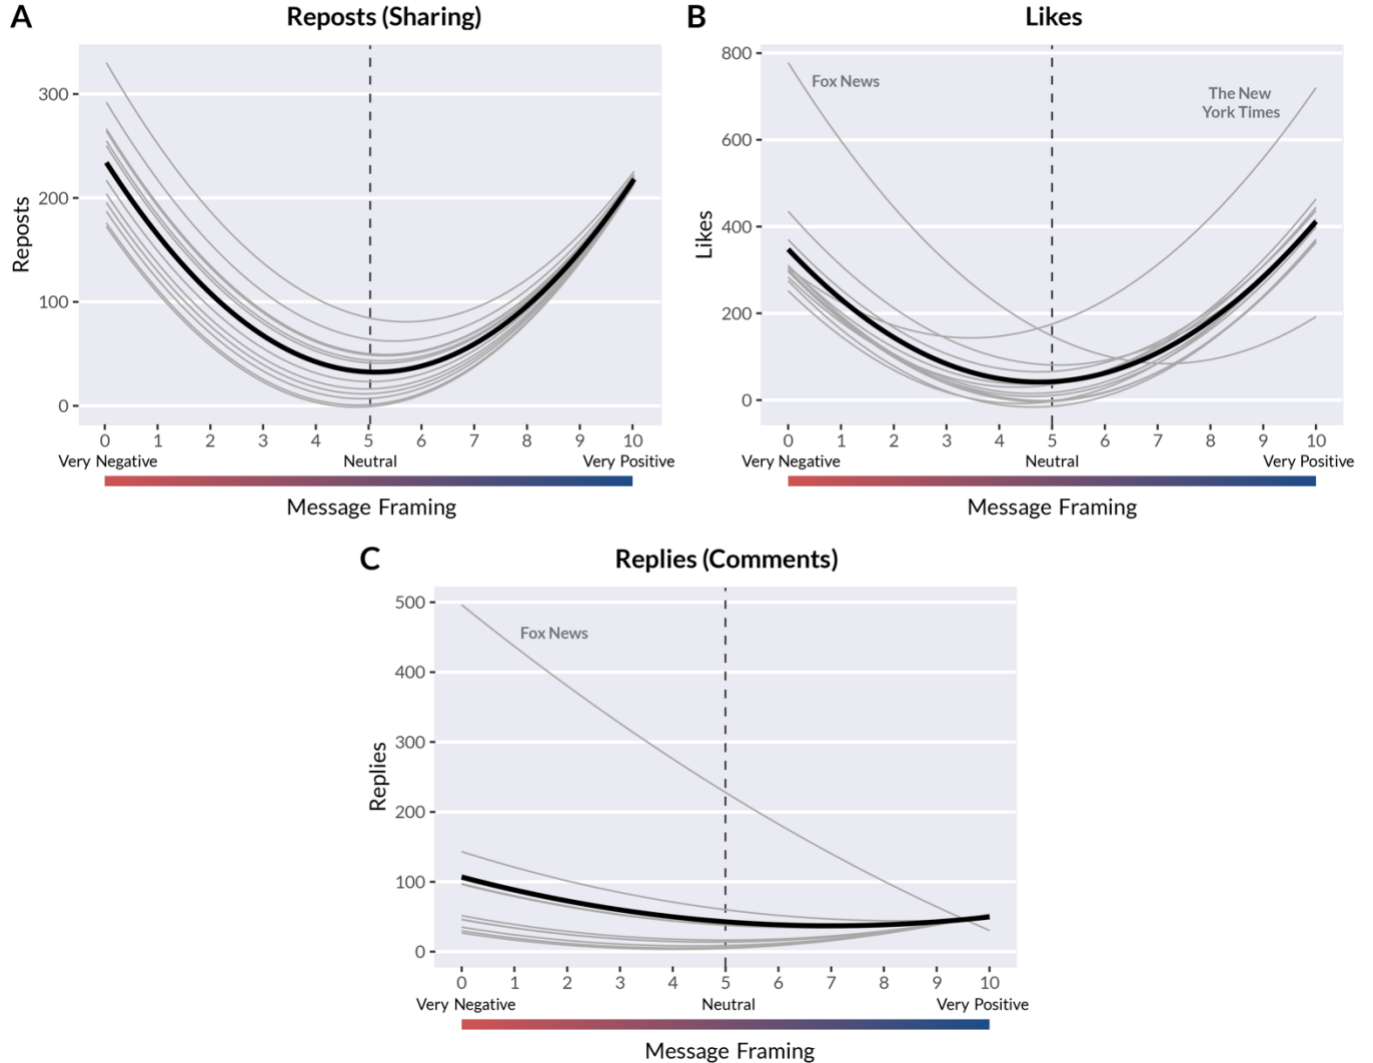 A
Reposts (Sharing)
Reposts
300
200
100
0
0 1 2 3 4 5 6 7 8 9 10
Very Negative Neutral Very Positive
Message Framing
B
Likes
Likes
800
600
400
200
0
Fox News
The New
York Times
0 1 2 3 4 5 6 7 8 9 10
Very Negative Neutral Very Positive
Message Framing
C
Replies (Comments)
Replies
500
400
300
200
100
0
Fox News
0 1 2 3 4 5 6 7 8 9 10
Very Negative Neutral Very Positive
Message Framing